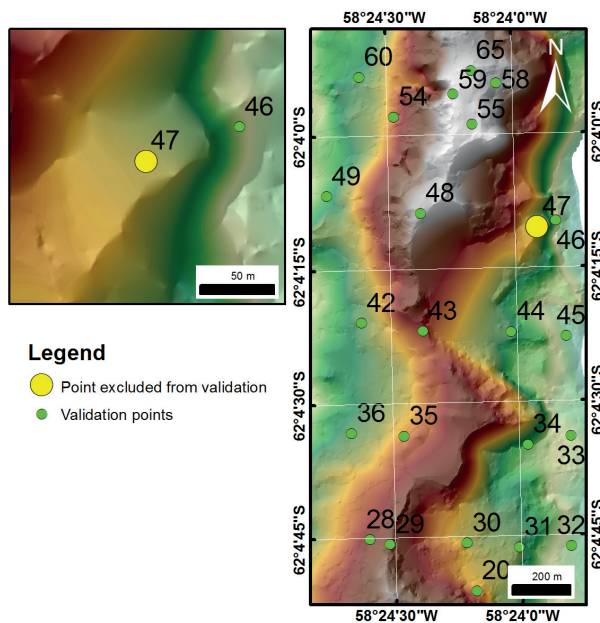 58°24'30"W 58°24'0"W
46
47
50 m
Legend
Point excluded from validation
Validation points
N
60
65
59
58
54
55
62°4'0"S
62°4'0"S
49
48
47
46
62°4'15"S
62°4'15"S
42
43
44
45
62°4'30"S
62°4'30"S
36
35
34
33
28
29
30
31
32
62°4'45"S
62°4'45"S
20
200 m
58°24'30"W 58°24'0"W